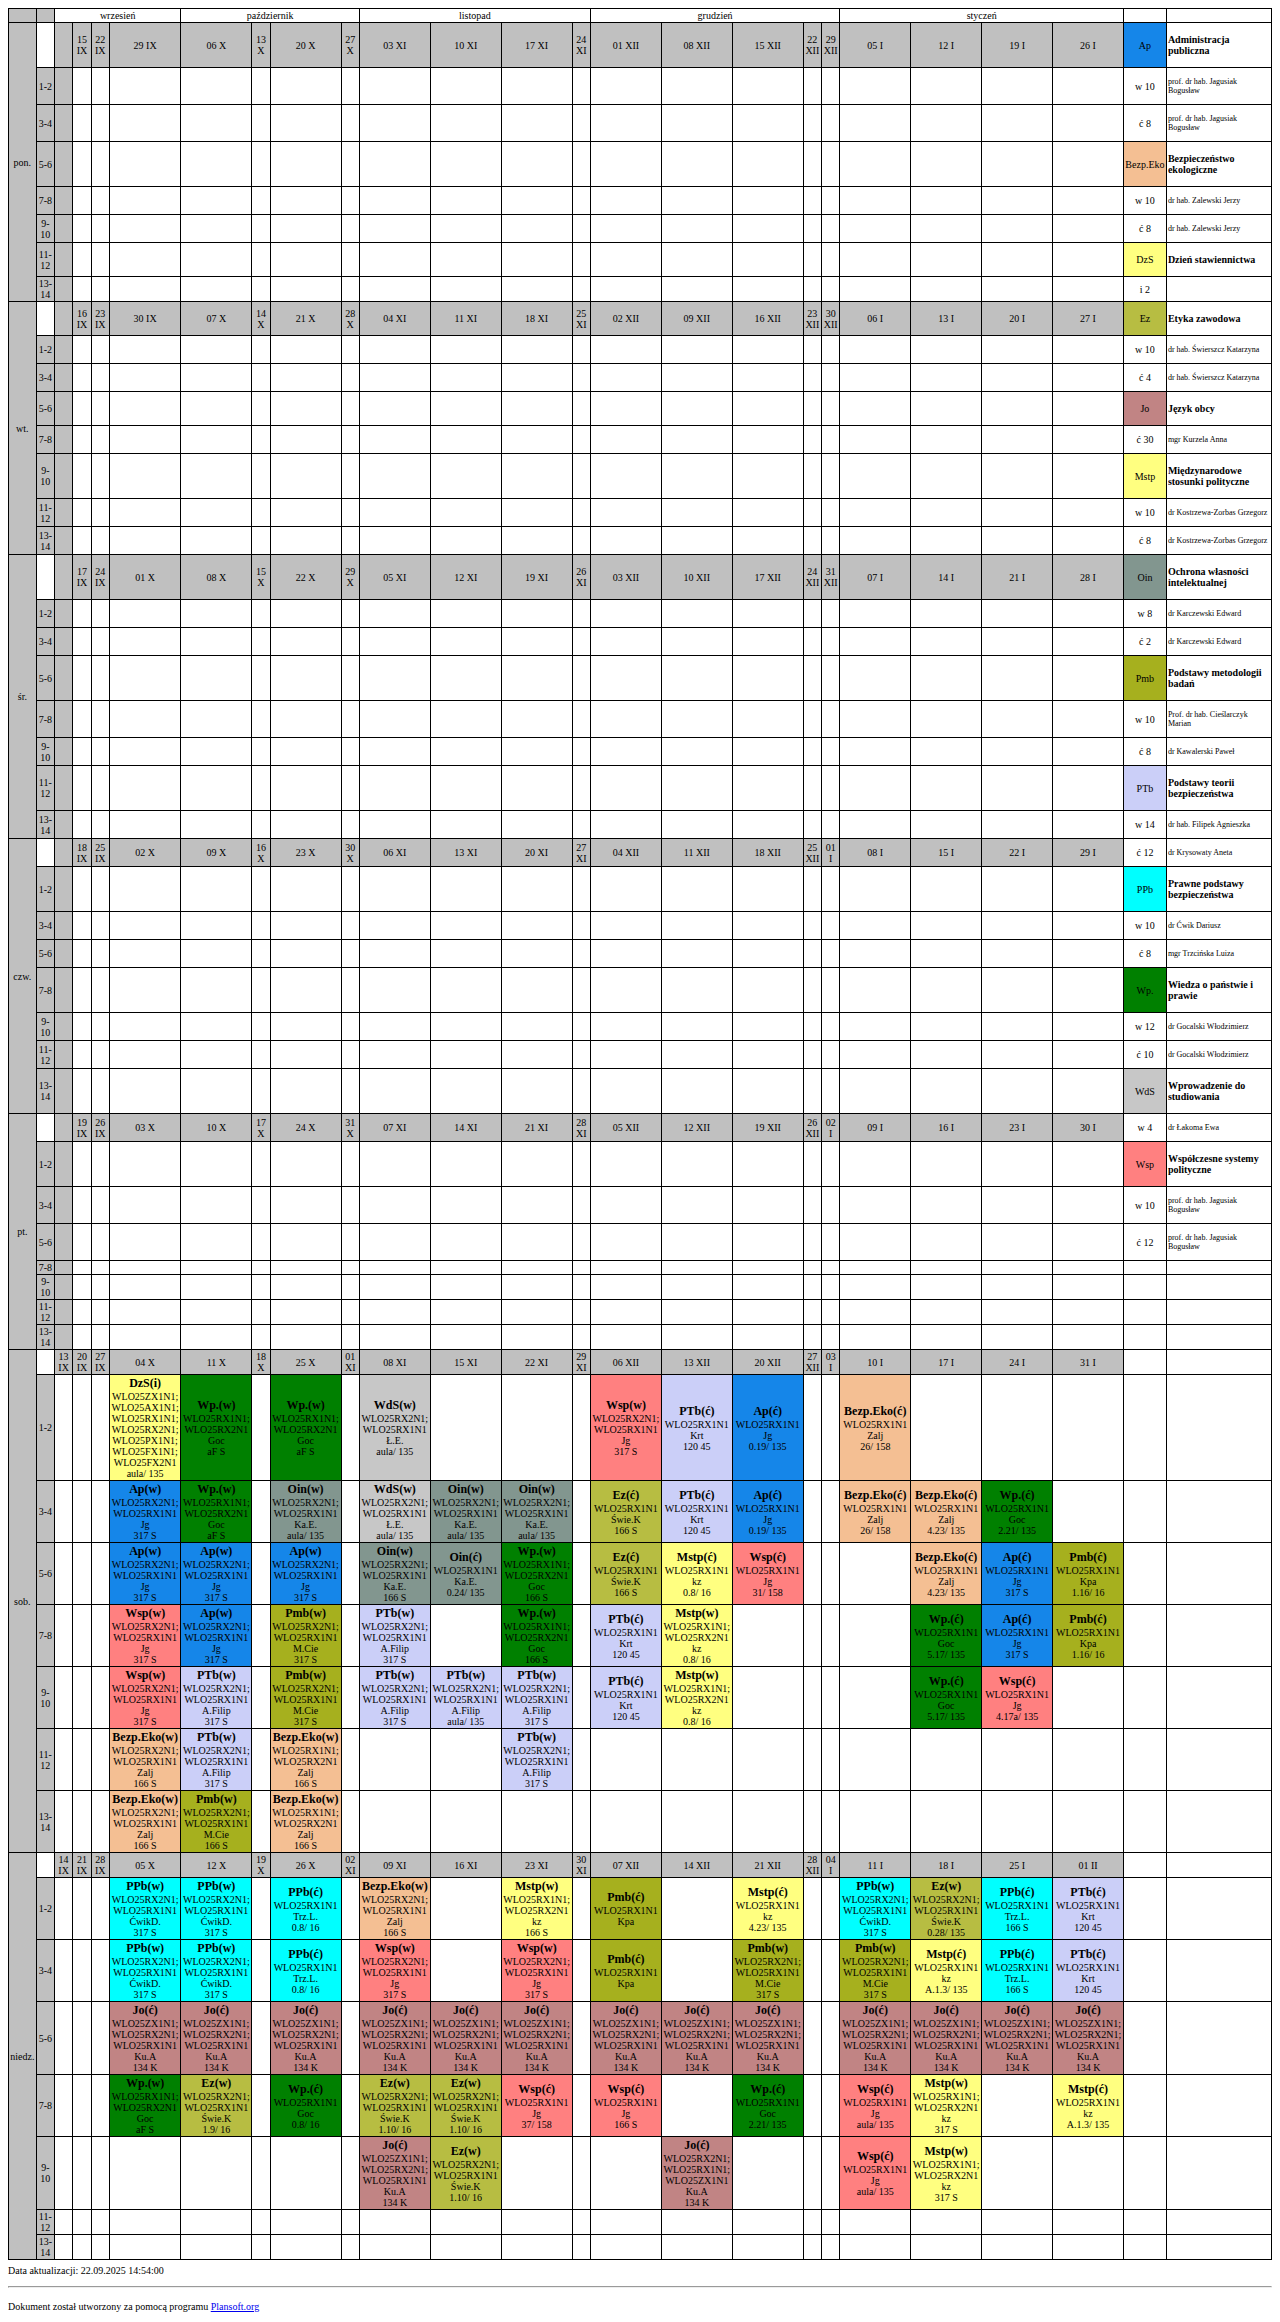 wrzesień październik listopad grudzień styczeń
pon. 15 IX 22 IX 29 IX 06 X 13 X 20 X 27 X 03 XI 10 XI 17 XI 24 XI 01 XII 08 XII 15 XII 22 XII 29 XII 05 I 12 I 19 I 26 I Ap Administracja publiczna
1-2 w 10 prof. dr hab. Jagusiak Bogusław
3-4 ć 8 prof. dr hab. Jagusiak Bogusław
5-6 Bezp.Eko Bezpieczeństwo ekologiczne
7-8 w 10 dr hab. Zalewski Jerzy
9-10 ć 8 dr hab. Zalewski Jerzy
11-12 DzS Dzień stawiennictwa
13-14 i 2
wt. 16 IX 23 IX 30 IX 07 X 14 X 21 X 28 X 04 XI 11 XI 18 XI 25 XI 02 XII 09 XII 16 XII 23 XII 30 XII 06 I 13 I 20 I 27 I Ez Etyka zawodowa
1-2 w 10 dr hab. Świerszcz Katarzyna
3-4 ć 4 dr hab. Świerszcz Katarzyna
5-6 Jo Język obcy
7-8 ć 30 mgr Kurzela Anna
9-10 Mstp Międzynarodowe stosunki polityczne
11-12 w 10 dr Kostrzewa-Zorbas Grzegorz
13-14 ć 8 dr Kostrzewa-Zorbas Grzegorz
śr. 17 IX 24 IX 01 X 08 X 15 X 22 X 29 X 05 XI 12 XI 19 XI 26 XI 03 XII 10 XII 17 XII 24 XII 31 XII 07 I 14 I 21 I 28 I Oin Ochrona własności intelektualnej
1-2 w 8 dr Karczewski Edward
3-4 ć 2 dr Karczewski Edward
5-6 Pmb Podstawy metodologii badań
7-8 w 10 Prof. dr hab. Cieślarczyk Marian
9-10 ć 8 dr Kawalerski Paweł
11-12 PTb Podstawy teorii bezpieczeństwa
13-14 w 14 dr hab. Filipek Agnieszka
czw. 18 IX 25 IX 02 X 09 X 16 X 23 X 30 X 06 XI 13 XI 20 XI 27 XI 04 XII 11 XII 18 XII 25 XII 01 I 08 I 15 I 22 I 29 I ć 12 dr Krysowaty Aneta
1-2 PPb Prawne podstawy bezpieczeństwa
3-4 w 10 dr Ćwik Dariusz
5-6 ć 8 mgr Trzcińska Luiza
7-8 Wp. Wiedza o państwie i prawie
9-10 w 12 dr Gocalski Włodzimierz
11-12 ć 10 dr Gocalski Włodzimierz
13-14 WdS Wprowadzenie do studiowania
pt. 19 IX 26 IX 03 X 10 X 17 X 24 X 31 X 07 XI 14 XI 21 XI 28 XI 05 XII 12 XII 19 XII 26 XII 02 I 09 I 16 I 23 I 30 I w 4 dr Łakoma Ewa
1-2 Wsp Współczesne systemy polityczne
3-4 w 10 prof. dr hab. Jagusiak Bogusław
5-6 ć 12 prof. dr hab. Jagusiak Bogusław
7-8
9-10
11-12
13-14
sob. 13 IX 20 IX 27 IX 04 X 11 X 18 X 25 X 01 XI 08 XI 15 XI 22 XI 29 XI 06 XII 13 XII 20 XII 27 XII 03 I 10 I 17 I 24 I 31 I
1-2 DzS(i) WLO25ZX1N1; WLO25AX1N1; WLO25RX1N1; WLO25RX2N1; WLO25PX1N1; WLO25FX1N1; WLO25FX2N1 aula/ 135 Wp.(w) WLO25RX1N1; WLO25RX2N1 Goc aF S Wp.(w) WLO25RX1N1; WLO25RX2N1 Goc aF S WdS(w) WLO25RX2N1; WLO25RX1N1 Ł.E. aula/ 135 Wsp(w) WLO25RX2N1; WLO25RX1N1 Jg 317 S PTb(ć) WLO25RX1N1 Krt 120 45 Ap(ć) WLO25RX1N1 Jg 0.19/ 135 Bezp.Eko(ć) WLO25RX1N1 Zalj 26/ 158
3-4 Ap(w) WLO25RX2N1; WLO25RX1N1 Jg 317 S Wp.(w) WLO25RX1N1; WLO25RX2N1 Goc aF S Oin(w) WLO25RX2N1; WLO25RX1N1 Ka.E. aula/ 135 WdS(w) WLO25RX2N1; WLO25RX1N1 Ł.E. aula/ 135 Oin(w) WLO25RX2N1; WLO25RX1N1 Ka.E. aula/ 135 Oin(w) WLO25RX2N1; WLO25RX1N1 Ka.E. aula/ 135 Ez(ć) WLO25RX1N1 Świe.K 166 S PTb(ć) WLO25RX1N1 Krt 120 45 Ap(ć) WLO25RX1N1 Jg 0.19/ 135 Bezp.Eko(ć) WLO25RX1N1 Zalj 26/ 158 Bezp.Eko(ć) WLO25RX1N1 Zalj 4.23/ 135 Wp.(ć) WLO25RX1N1 Goc 2.21/ 135
5-6 Ap(w) WLO25RX2N1; WLO25RX1N1 Jg 317 S Ap(w) WLO25RX2N1; WLO25RX1N1 Jg 317 S Ap(w) WLO25RX2N1; WLO25RX1N1 Jg 317 S Oin(w) WLO25RX2N1; WLO25RX1N1 Ka.E. 166 S Oin(ć) WLO25RX1N1 Ka.E. 0.24/ 135 Wp.(w) WLO25RX1N1; WLO25RX2N1 Goc 166 S Ez(ć) WLO25RX1N1 Świe.K 166 S Mstp(ć) WLO25RX1N1 kz 0.8/ 16 Wsp(ć) WLO25RX1N1 Jg 31/ 158 Bezp.Eko(ć) WLO25RX1N1 Zalj 4.23/ 135 Ap(ć) WLO25RX1N1 Jg 317 S Pmb(ć) WLO25RX1N1 Kpa 1.16/ 16
7-8 Wsp(w) WLO25RX2N1; WLO25RX1N1 Jg 317 S Ap(w) WLO25RX2N1; WLO25RX1N1 Jg 317 S Pmb(w) WLO25RX2N1; WLO25RX1N1 M.Cie 317 S PTb(w) WLO25RX2N1; WLO25RX1N1 A.Filip 317 S Wp.(w) WLO25RX1N1; WLO25RX2N1 Goc 166 S PTb(ć) WLO25RX1N1 Krt 120 45 Mstp(w) WLO25RX1N1; WLO25RX2N1 kz 0.8/ 16 Wp.(ć) WLO25RX1N1 Goc 5.17/ 135 Ap(ć) WLO25RX1N1 Jg 317 S Pmb(ć) WLO25RX1N1 Kpa 1.16/ 16
9-10 Wsp(w) WLO25RX2N1; WLO25RX1N1 Jg 317 S PTb(w) WLO25RX2N1; WLO25RX1N1 A.Filip 317 S Pmb(w) WLO25RX2N1; WLO25RX1N1 M.Cie 317 S PTb(w) WLO25RX2N1; WLO25RX1N1 A.Filip 317 S PTb(w) WLO25RX2N1; WLO25RX1N1 A.Filip aula/ 135 PTb(w) WLO25RX2N1; WLO25RX1N1 A.Filip 317 S PTb(ć) WLO25RX1N1 Krt 120 45 Mstp(w) WLO25RX1N1; WLO25RX2N1 kz 0.8/ 16 Wp.(ć) WLO25RX1N1 Goc 5.17/ 135 Wsp(ć) WLO25RX1N1 Jg 4.17a/ 135
11-12 Bezp.Eko(w) WLO25RX2N1; WLO25RX1N1 Zalj 166 S PTb(w) WLO25RX2N1; WLO25RX1N1 A.Filip 317 S Bezp.Eko(w) WLO25RX1N1; WLO25RX2N1 Zalj 166 S PTb(w) WLO25RX2N1; WLO25RX1N1 A.Filip 317 S
13-14 Bezp.Eko(w) WLO25RX2N1; WLO25RX1N1 Zalj 166 S Pmb(w) WLO25RX2N1; WLO25RX1N1 M.Cie 166 S Bezp.Eko(w) WLO25RX1N1; WLO25RX2N1 Zalj 166 S
niedz. 14 IX 21 IX 28 IX 05 X 12 X 19 X 26 X 02 XI 09 XI 16 XI 23 XI 30 XI 07 XII 14 XII 21 XII 28 XII 04 I 11 I 18 I 25 I 01 II
1-2 PPb(w) WLO25RX2N1; WLO25RX1N1 ĆwikD. 317 S PPb(w) WLO25RX2N1; WLO25RX1N1 ĆwikD. 317 S PPb(ć) WLO25RX1N1 Trz.L. 0.8/ 16 Bezp.Eko(w) WLO25RX2N1; WLO25RX1N1 Zalj 166 S Mstp(w) WLO25RX1N1; WLO25RX2N1 kz 166 S Pmb(ć) WLO25RX1N1 Kpa Mstp(ć) WLO25RX1N1 kz 4.23/ 135 PPb(w) WLO25RX2N1; WLO25RX1N1 ĆwikD. 317 S Ez(w) WLO25RX2N1; WLO25RX1N1 Świe.K 0.28/ 135 PPb(ć) WLO25RX1N1 Trz.L. 166 S PTb(ć) WLO25RX1N1 Krt 120 45
3-4 PPb(w) WLO25RX2N1; WLO25RX1N1 ĆwikD. 317 S PPb(w) WLO25RX2N1; WLO25RX1N1 ĆwikD. 317 S PPb(ć) WLO25RX1N1 Trz.L. 0.8/ 16 Wsp(w) WLO25RX2N1; WLO25RX1N1 Jg 317 S Wsp(w) WLO25RX2N1; WLO25RX1N1 Jg 317 S Pmb(ć) WLO25RX1N1 Kpa Pmb(w) WLO25RX2N1; WLO25RX1N1 M.Cie 317 S Pmb(w) WLO25RX2N1; WLO25RX1N1 M.Cie 317 S Mstp(ć) WLO25RX1N1 kz A.1.3/ 135 PPb(ć) WLO25RX1N1 Trz.L. 166 S PTb(ć) WLO25RX1N1 Krt 120 45
5-6 Jo(ć) WLO25ZX1N1; WLO25RX2N1; WLO25RX1N1 Ku.A 134 K Jo(ć) WLO25ZX1N1; WLO25RX2N1; WLO25RX1N1 Ku.A 134 K Jo(ć) WLO25ZX1N1; WLO25RX2N1; WLO25RX1N1 Ku.A 134 K Jo(ć) WLO25ZX1N1; WLO25RX2N1; WLO25RX1N1 Ku.A 134 K Jo(ć) WLO25ZX1N1; WLO25RX2N1; WLO25RX1N1 Ku.A 134 K Jo(ć) WLO25ZX1N1; WLO25RX2N1; WLO25RX1N1 Ku.A 134 K Jo(ć) WLO25ZX1N1; WLO25RX2N1; WLO25RX1N1 Ku.A 134 K Jo(ć) WLO25ZX1N1; WLO25RX2N1; WLO25RX1N1 Ku.A 134 K Jo(ć) WLO25ZX1N1; WLO25RX2N1; WLO25RX1N1 Ku.A 134 K Jo(ć) WLO25ZX1N1; WLO25RX2N1; WLO25RX1N1 Ku.A 134 K Jo(ć) WLO25ZX1N1; WLO25RX2N1; WLO25RX1N1 Ku.A 134 K Jo(ć) WLO25ZX1N1; WLO25RX2N1; WLO25RX1N1 Ku.A 134 K Jo(ć) WLO25ZX1N1; WLO25RX2N1; WLO25RX1N1 Ku.A 134 K
7-8 Wp.(w) WLO25RX1N1; WLO25RX2N1 Goc aF S Ez(w) WLO25RX2N1; WLO25RX1N1 Świe.K 1.9/ 16 Wp.(ć) WLO25RX1N1 Goc 0.8/ 16 Ez(w) WLO25RX2N1; WLO25RX1N1 Świe.K 1.10/ 16 Ez(w) WLO25RX2N1; WLO25RX1N1 Świe.K 1.10/ 16 Wsp(ć) WLO25RX1N1 Jg 37/ 158 Wsp(ć) WLO25RX1N1 Jg 166 S Wp.(ć) WLO25RX1N1 Goc 2.21/ 135 Wsp(ć) WLO25RX1N1 Jg aula/ 135 Mstp(w) WLO25RX1N1; WLO25RX2N1 kz 317 S Mstp(ć) WLO25RX1N1 kz A.1.3/ 135
9-10 Jo(ć) WLO25ZX1N1; WLO25RX2N1; WLO25RX1N1 Ku.A 134 K Ez(w) WLO25RX2N1; WLO25RX1N1 Świe.K 1.10/ 16 Jo(ć) WLO25RX2N1; WLO25RX1N1; WLO25ZX1N1 Ku.A 134 K Wsp(ć) WLO25RX1N1 Jg aula/ 135 Mstp(w) WLO25RX1N1; WLO25RX2N1 kz 317 S
11-12
13-14
Data aktualizacji: 22.09.2025 14:54:00
Dokument został utworzony za pomocą programu Plansoft.org